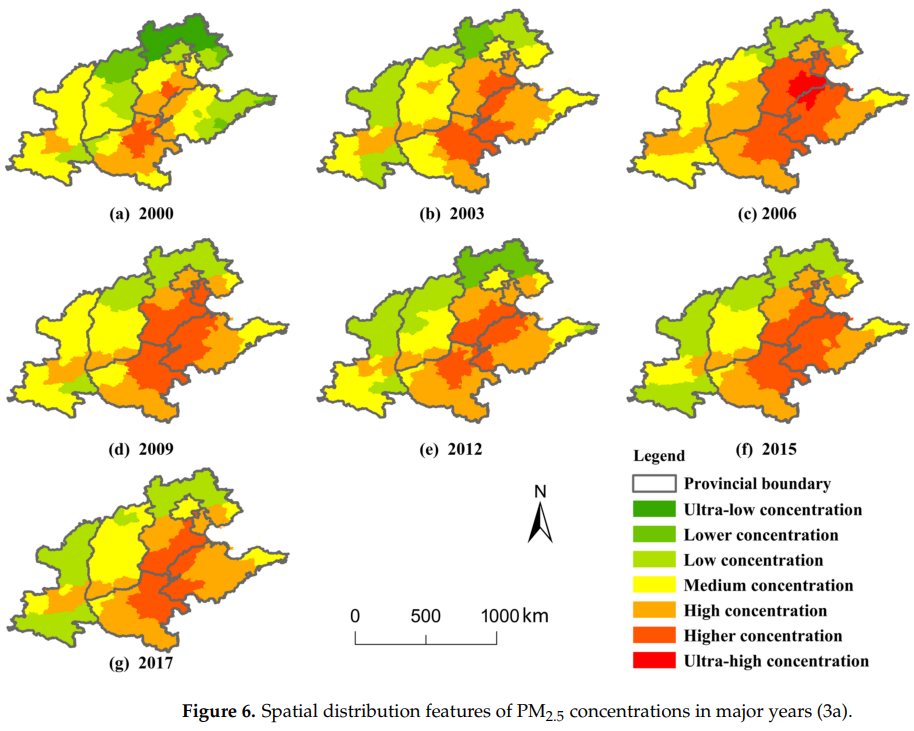 (a) 2000
(b) 2003
(c) 2006
(d) 2009
(e) 2012
(f) 2015
(g) 2017
N
0 500 1000 km
Legend
Provincial boundary
Ultra-low concentration
Lower concentration
Low concentration
Medium concentration
High concentration
Higher concentration
Ultra-high concentration
Figure 6. Spatial distribution features of PM2.5 concentrations in major years (3a).